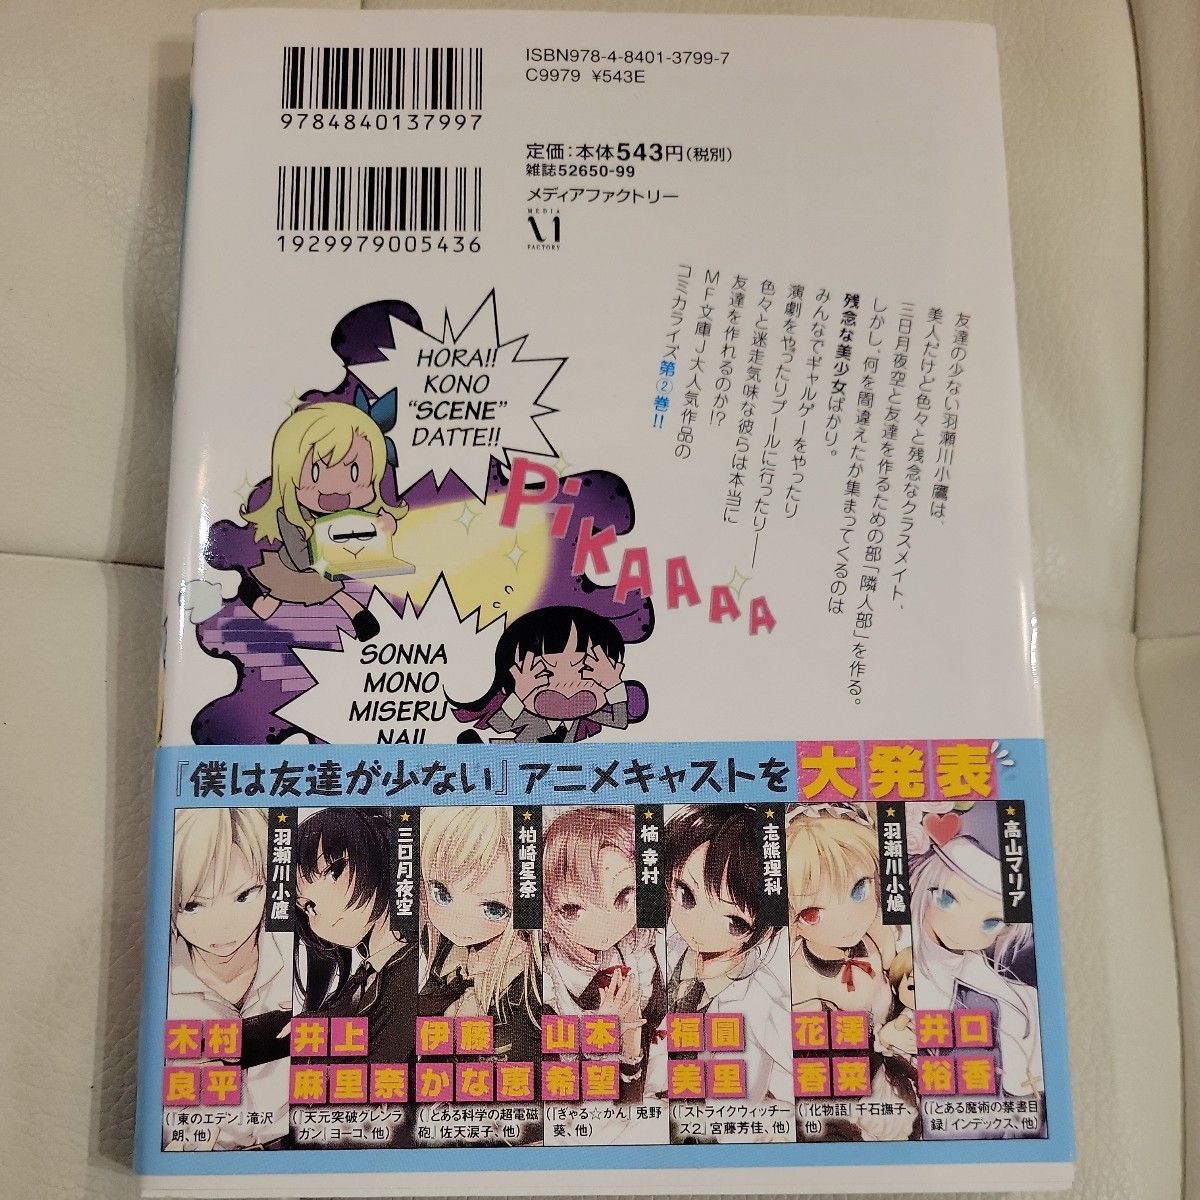 ISBN978-4-8401-3799-7
C9979 ¥543E
9784840137997
定価:本体543円(税別)
雑誌52650-99
メディアファクトリー
MEDIA
FACTORY
1929979005436
友達の少ない羽瀬川小鷹は、
美人だけど色々と残念なクラスメイト、
三日月夜空と友達を作るための部「隣人部」を作る。
しかし、何を間違えたか集まってくるのは
残念な美少女ばかり。
みんなでギャルゲーをやったり
演劇をやったりプールに行ったり――
色々と迷走気味な彼らは本当に
友達を作れるのか!?
MF文庫J大人気作品の
コミカライズ第②巻!!
HORA!!
KONO
“SCENE”
DATTE!!
PiKAAAA
SONNA
MONO
MISERU
NA!!
『僕は友達が少ない』アニメキャストを大発表
★羽瀬川小鷹
木村
良平
(『東のエデン』滝沢
朗、他)
★三日月夜空
井上
麻里奈
(『天元突破グレンラ
ガン』ヨーコ、他)
★柏崎星奈
伊藤
かな恵
(『とある科学の超電磁
砲』佐天涙子、他)
★楠幸村
山本
希望
(『ぎゃる☆かん』兎野
葵、他)
★志熊理科
福圓
美里
(『ストライクウィッチー
ズ2』宮藤芳佳、他)
★羽瀬川小鳩
花澤
香菜
(『化物語』千石撫子、
他)
★高山マリア
井口
裕香
(『とある魔術の禁書目
録』インデックス、他)